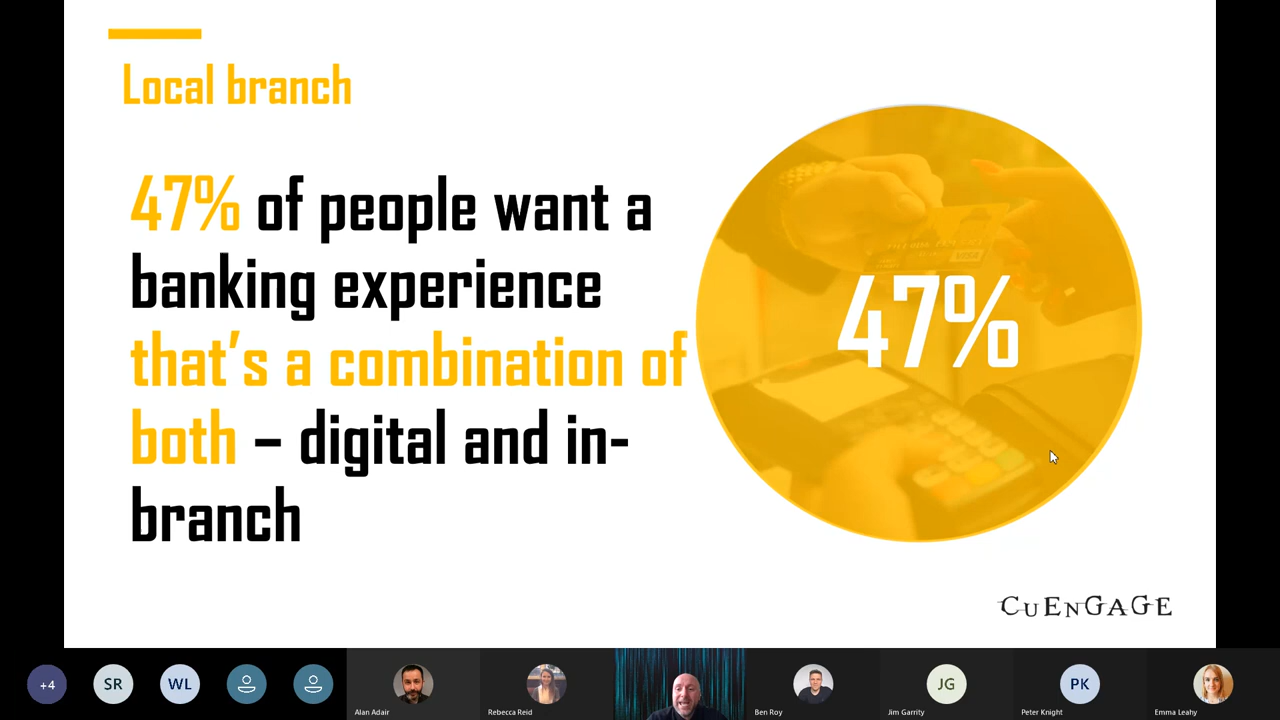 Local branch
47% of people want a
banking experience
that's a combination of
both – digital and in-
branch
47%
VISA
CUENGAGE
+4
SR
WL
Alan Adair
Rebecca Reid
Ben Roy
JG
Jim Garrity
PK
Peter Knight
Emma Leahy